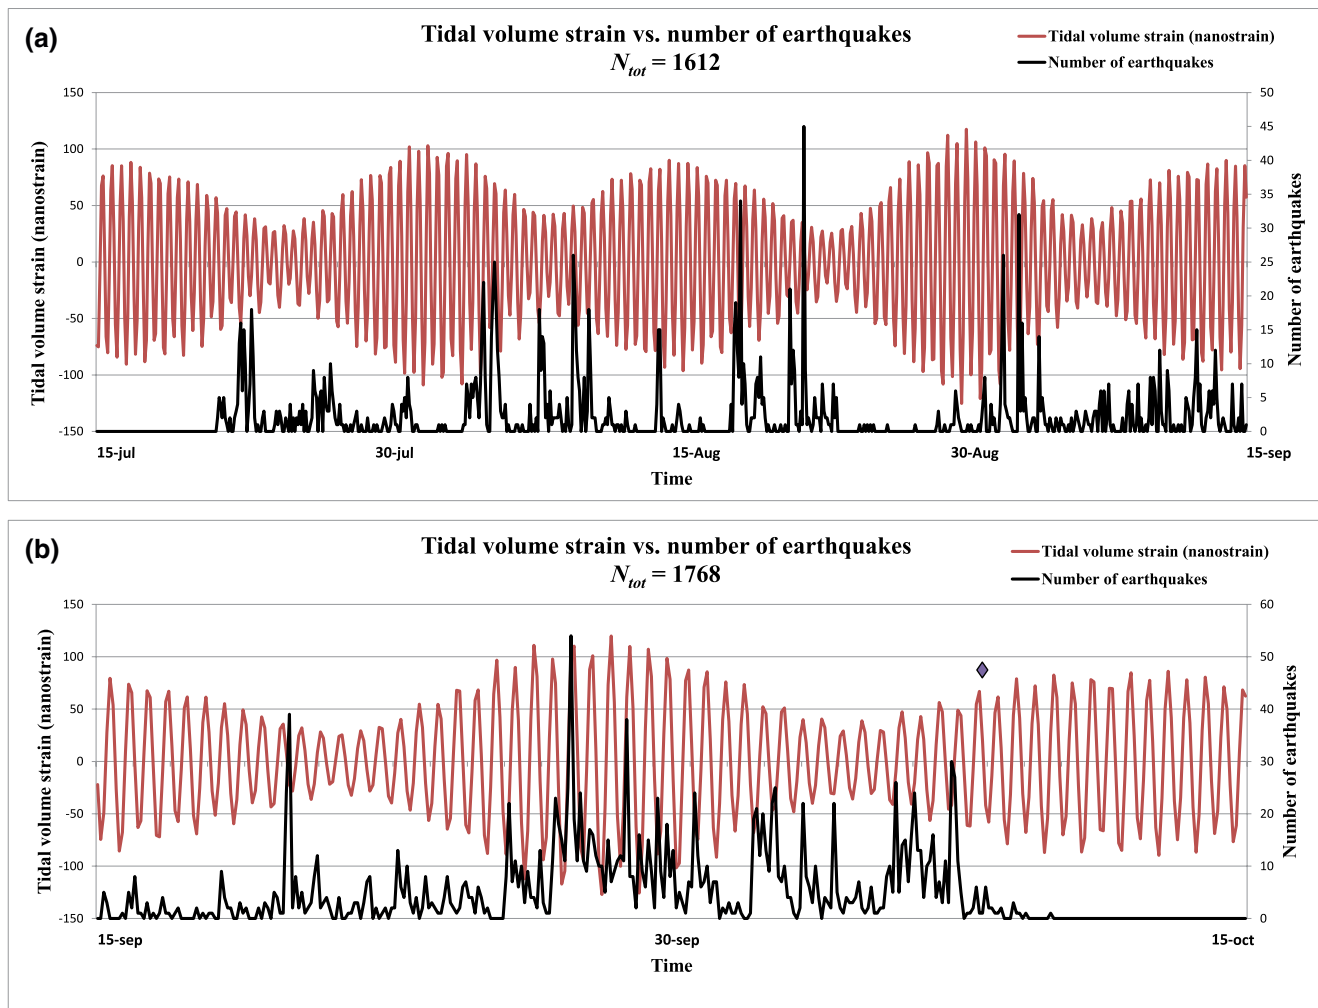 (a)
Tidal volume strain vs. number of earthquakes
N_tot = 1612
Tidal volume strain (nanostrain)
Number of earthquakes
150
100
50
0
-50
-100
-150
Tidal volume strain (nanostrain)
50
45
40
35
30
25
20
15
10
5
0
Number of earthquakes
15-jul 30-jul 15-Aug 30-Aug 15-sep
Time
(b)
Tidal volume strain vs. number of earthquakes
N_tot = 1768
Tidal volume strain (nanostrain)
Number of earthquakes
150
100
50
0
-50
-100
-150
Tidal volume strain (nanostrain)
60
50
40
30
20
10
0
Number of earthquakes
15-sep 30-sep 15-oct
Time